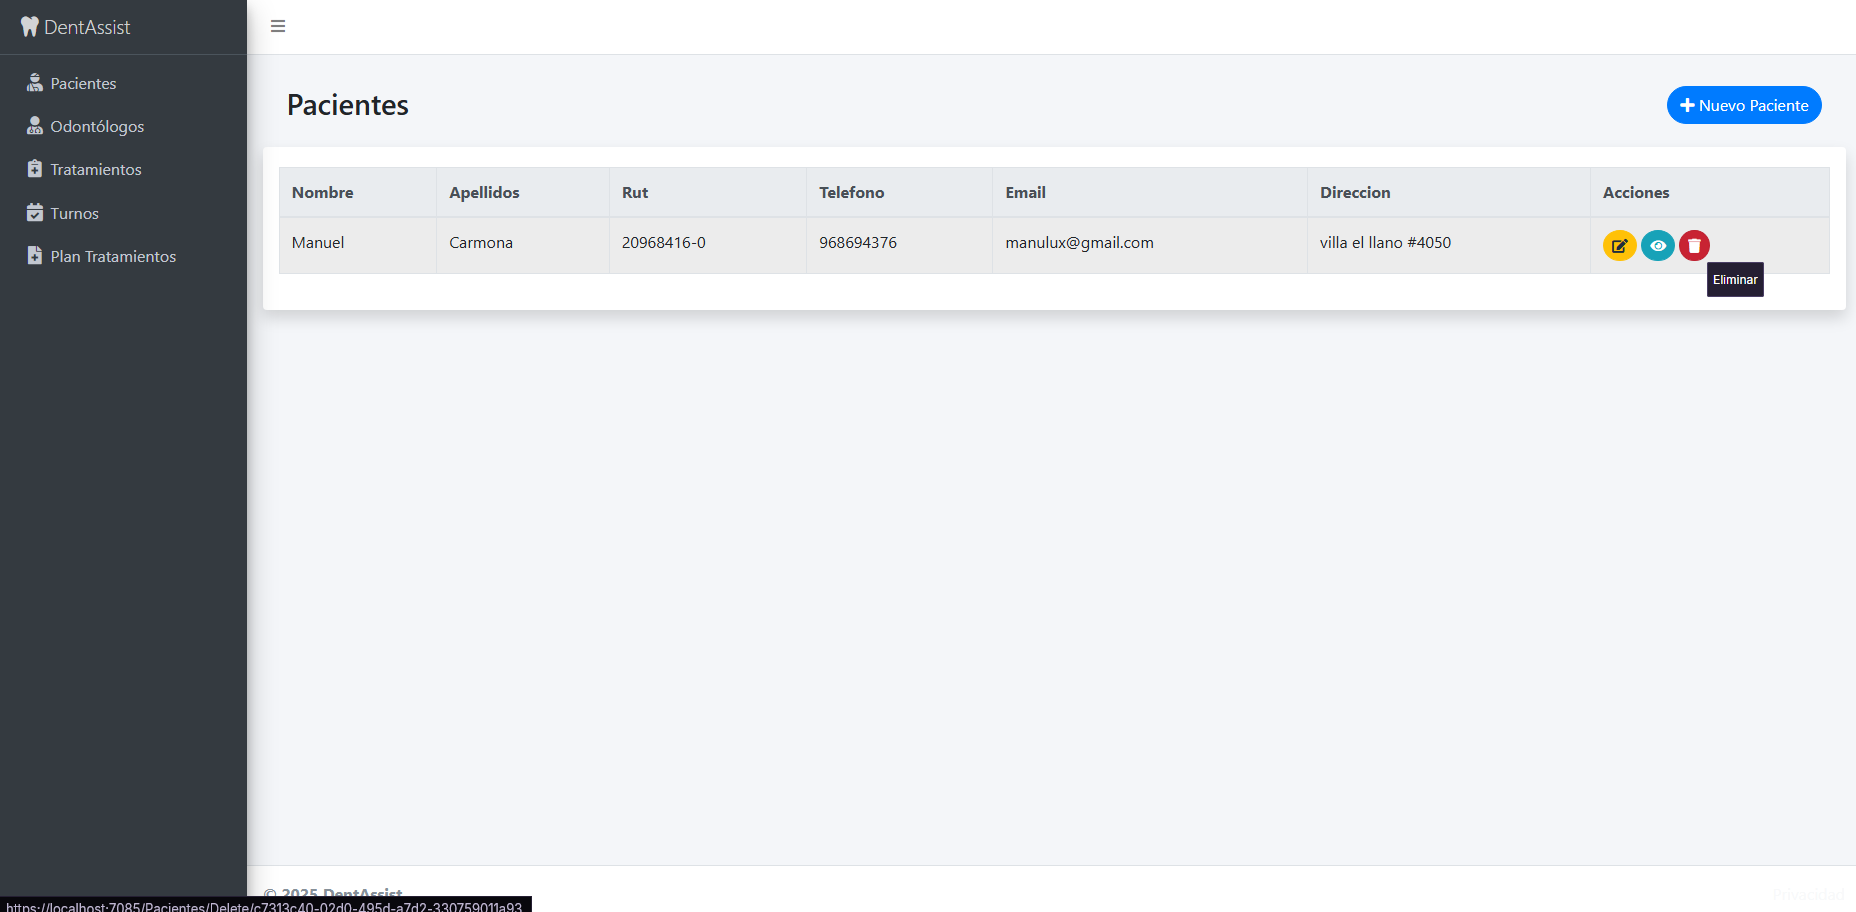 DentAssist
Pacientes
Odontólogos
Tratamientos
Turnos
Plan Tratamientos
Pacientes
Nuevo Paciente
Nombre Apellidos Rut Telefono Email Direccion Acciones
Manuel Carmona 20968416-0 968694376 manulux@gmail.com villa el llano #4050
Eliminar
© 2025 DentAssist
Privacidad
https://localhost:7085/Pacientes/Delete/c7313c40-02d0-495d-a7d2-330759011a93